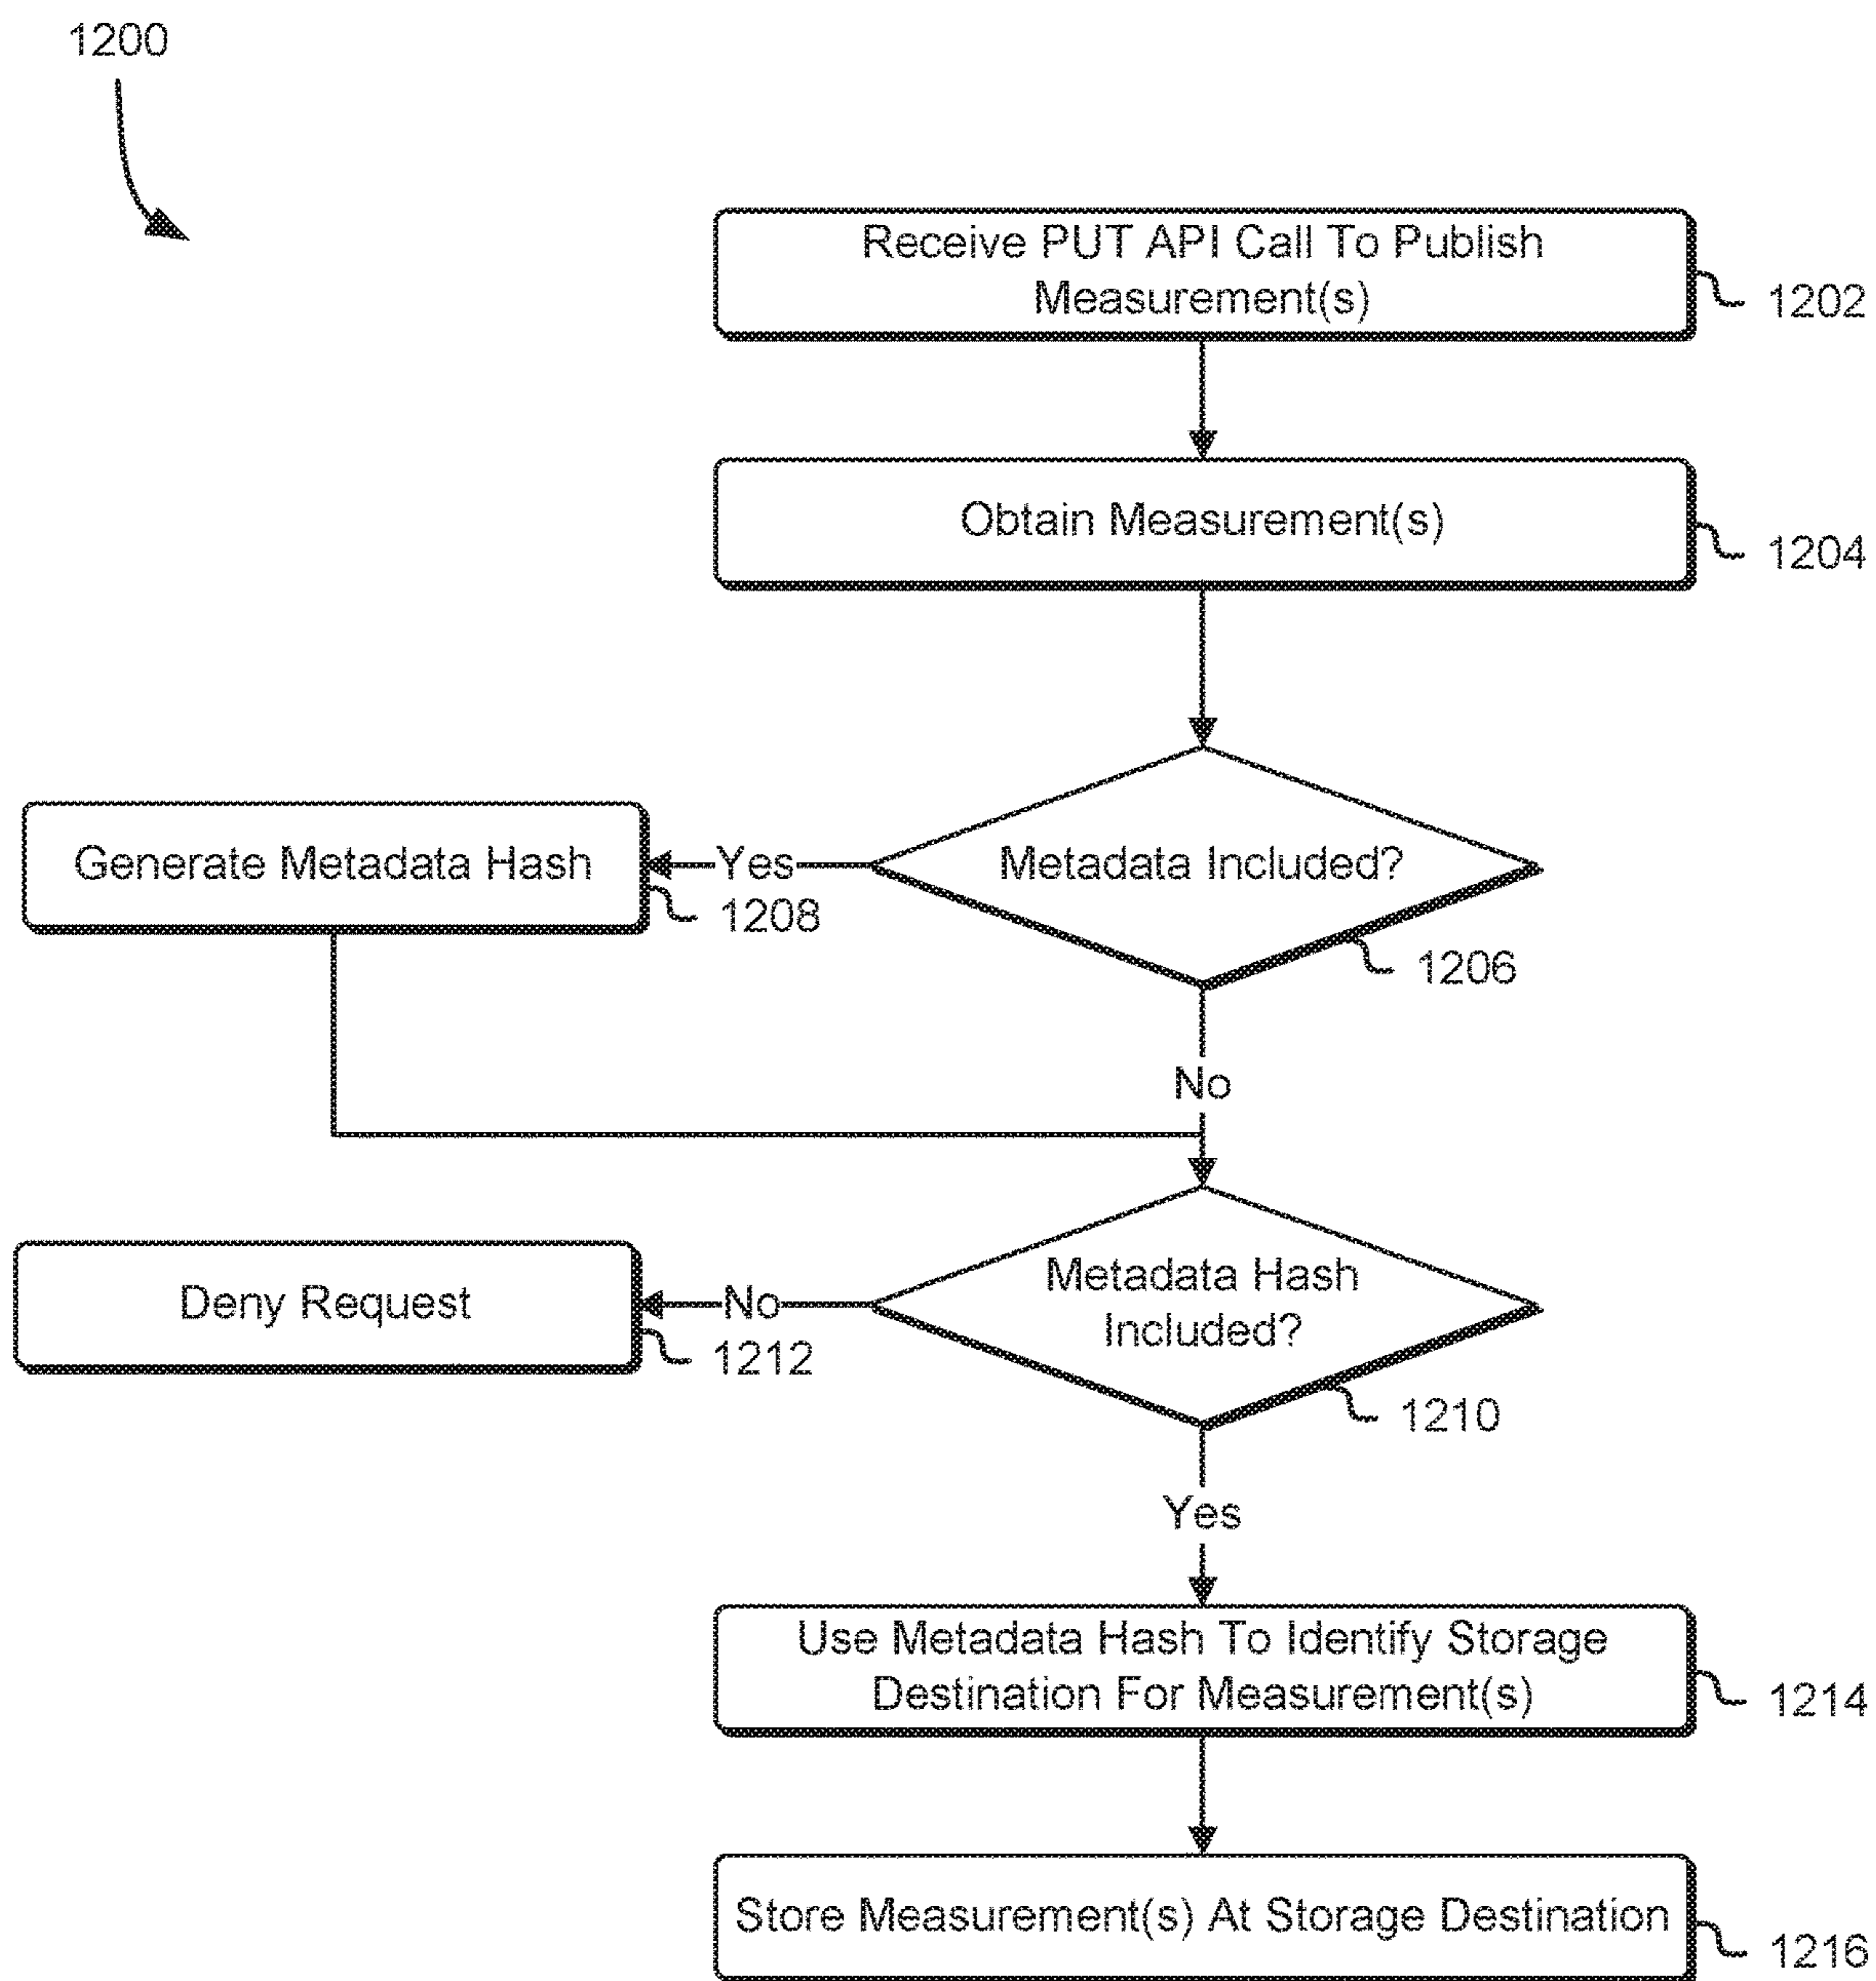 1200
Receive PUT API Call To Publish
Measurement(s)
1202
Obtain Measurement(s)
1204
Metadata Included?
1206
Yes
Generate Metadata Hash
1208
No
Metadata Hash
Included?
1210
No
Deny Request
1212
Yes
Use Metadata Hash To Identify Storage
Destination For Measurement(s)
1214
Store Measurement(s) At Storage Destination
1216